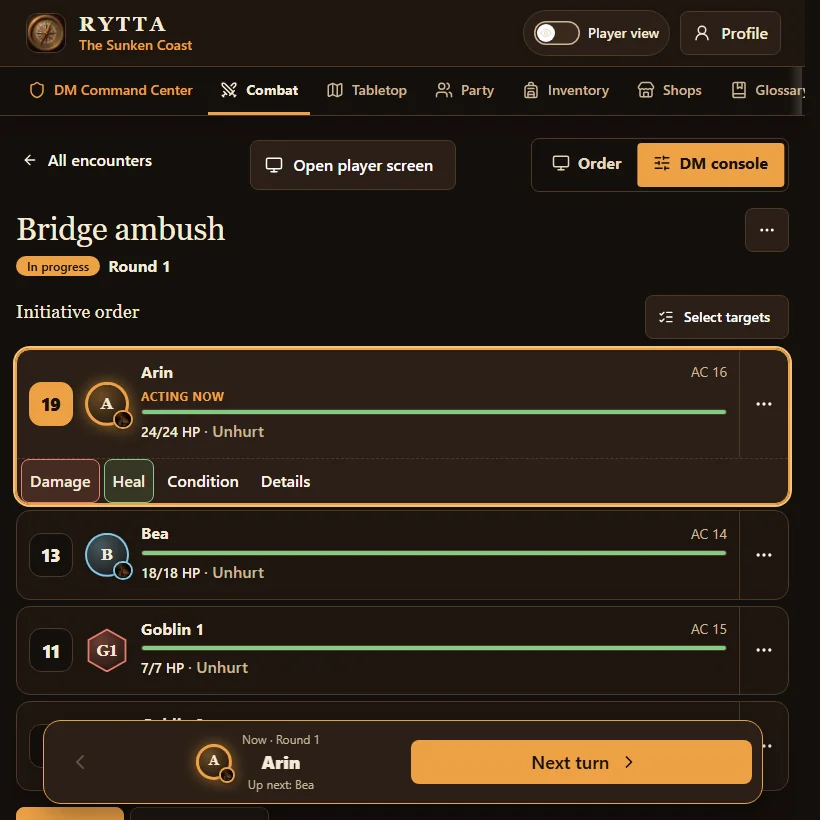 RYTTA
The Sunken Coast
Player view
Profile
DM Command Center
Combat
Tabletop
Party
Inventory
Shops
Glossary
All encounters
Open player screen
Order
DM console
Bridge ambush
In progress
Round 1
Initiative order
Select targets
19
A
Arin
AC 16
ACTING NOW
24/24 HP · Unhurt
Damage
Heal
Condition
Details
13
B
Bea
AC 14
18/18 HP · Unhurt
11
G1
Goblin 1
AC 15
7/7 HP · Unhurt
A
Now · Round 1
Arin
Up next: Bea
Next turn